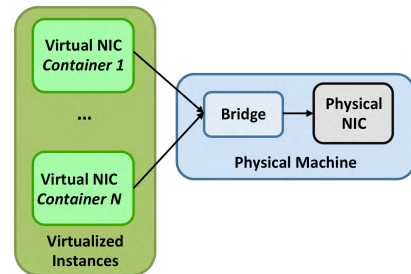 Virtual NIC
Container 1
...
Virtual NIC
Container N
Virtualized
Instances
Bridge
Physical
NIC
Physical Machine